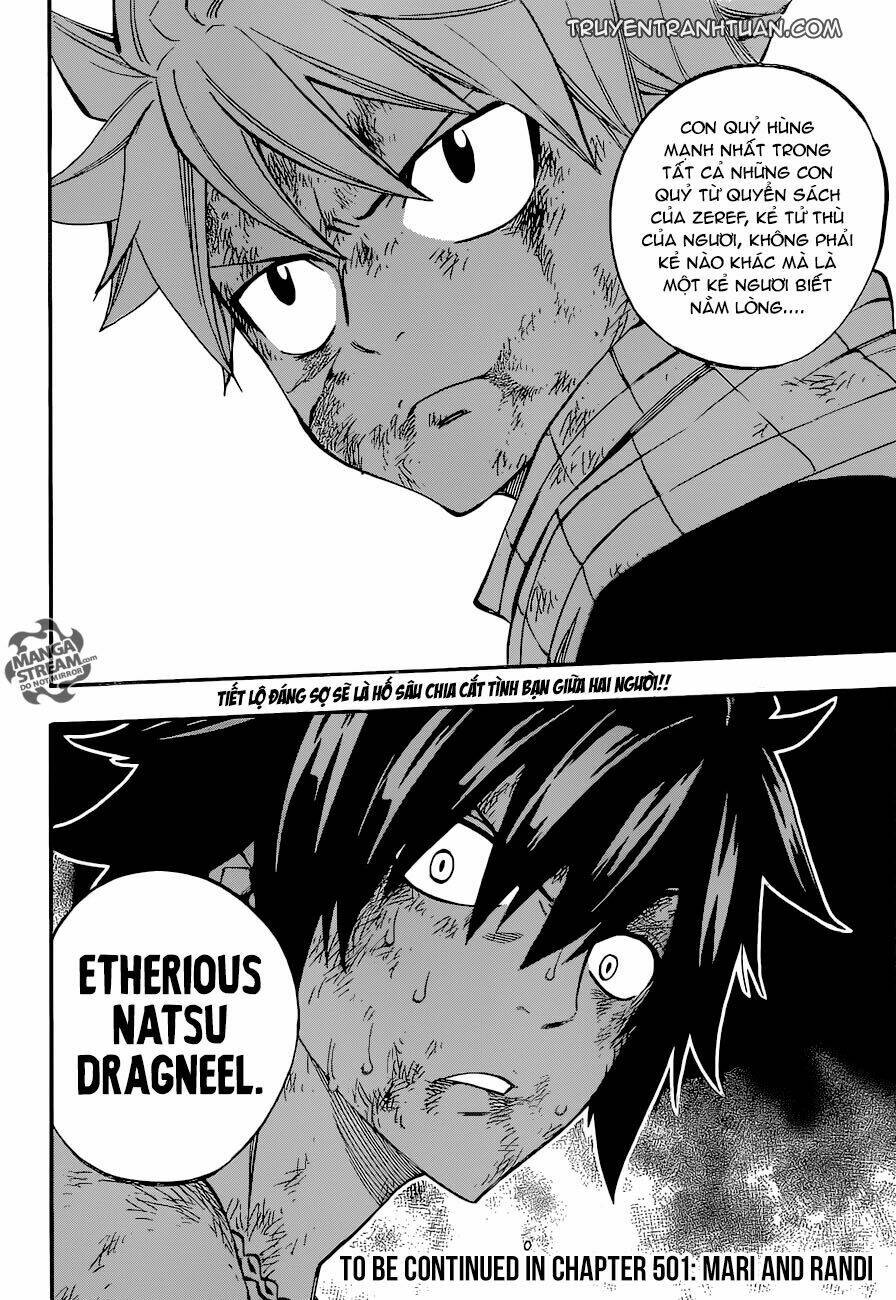 TRUYENTRANHTUAN.COM
CON QUỶ HÙNG
MẠNH NHẤT TRONG
TẤT CẢ NHỮNG CON
QUỶ TỪ QUYỂN SÁCH
CỦA ZEREF, KẺ TỬ THÙ
CỦA NGƯƠI, KHÔNG PHẢI
KẺ NÀO KHÁC MÀ LÀ
MỘT KẺ NGƯƠI BIẾT
NẰM LÒNG....
MANGA
STREAM.com
DO NOT MIRROR!
TIẾT LỘ ĐÁNG SỢ SẼ LÀ HỐ SÂU CHIA CẮT TÌNH BẠN GIỮA HAI NGƯỜI!!
ETHERIOUS
NATSU
DRAGNEEL.
TO BE CONTINUED IN CHAPTER 501: MARI AND RANDI